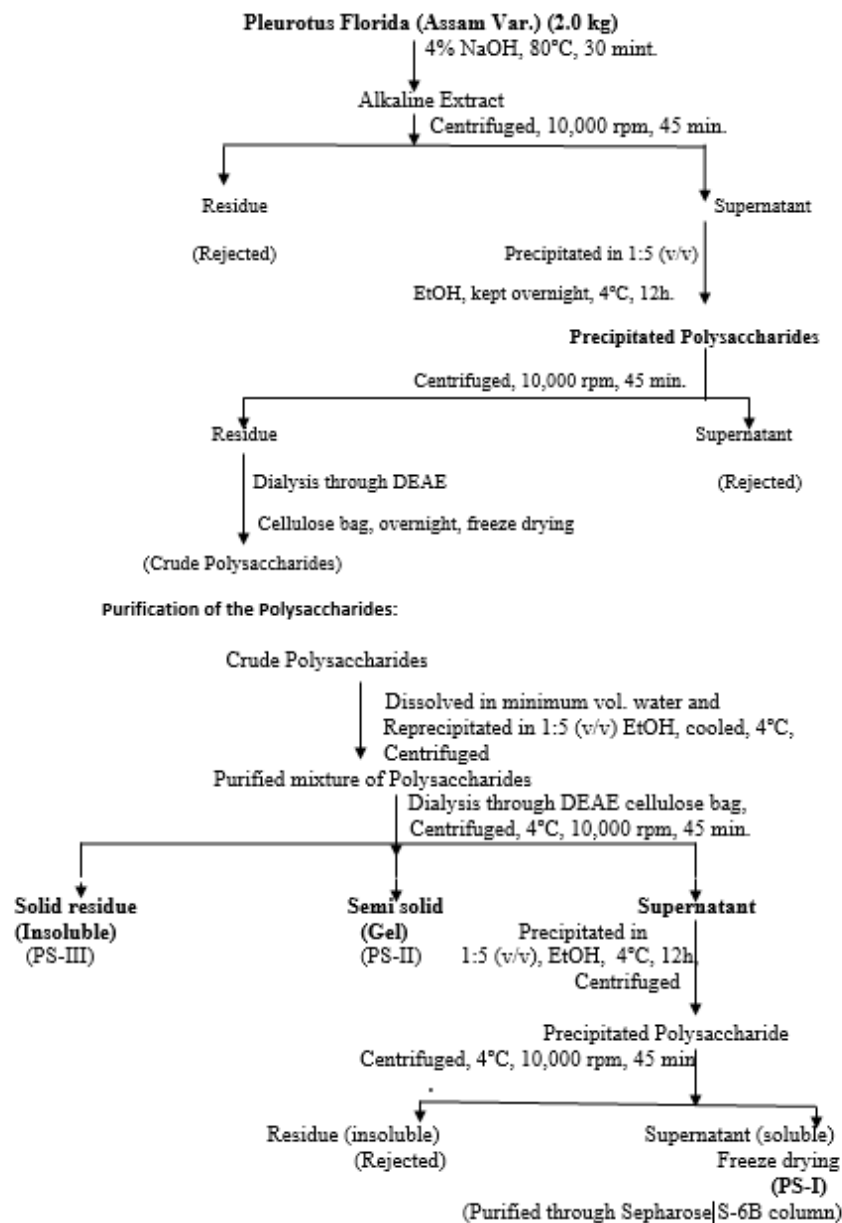 Pleurotus Florida (Assam Var.) (2.0 kg)
4% NaOH, 80°C, 30 mint.
Alkaline Extract
Centrifuged, 10,000 rpm, 45 min.
Residue
Supernatant
(Rejected)
Precipitated in 1:5 (v/v)
EtOH, kept overnight, 4°C, 12h.
Precipitated Polysaccharides
Centrifuged, 10,000 rpm, 45 min.
Residue
Supernatant
Dialysis through DEAE
(Rejected)
Cellulose bag, overnight, freeze drying
(Crude Polysaccharides)
Purification of the Polysaccharides:
Crude Polysaccharides
Dissolved in minimum vol. water and
Reprecipitated in 1:5 (v/v) EtOH, cooled, 4°C,
Centrifuged
Purified mixture of Polysaccharides
Dialysis through DEAE cellulose bag,
Centrifuged, 4°C, 10,000 rpm, 45 min.
Solid residue
(Insoluble)
(PS-III)
Semi solid
(Gel)
(PS-II)
Supernatant
Precipitated in
1:5 (v/v), EtOH, 4°C, 12h,
Centrifuged
Precipitated Polysaccharide
Centrifuged, 4°C, 10,000 rpm, 45 min
Residue (insoluble)
(Rejected)
Supernatant (soluble)
Freeze drying
(PS-I)
(Purified through Sepharose S-6B column)